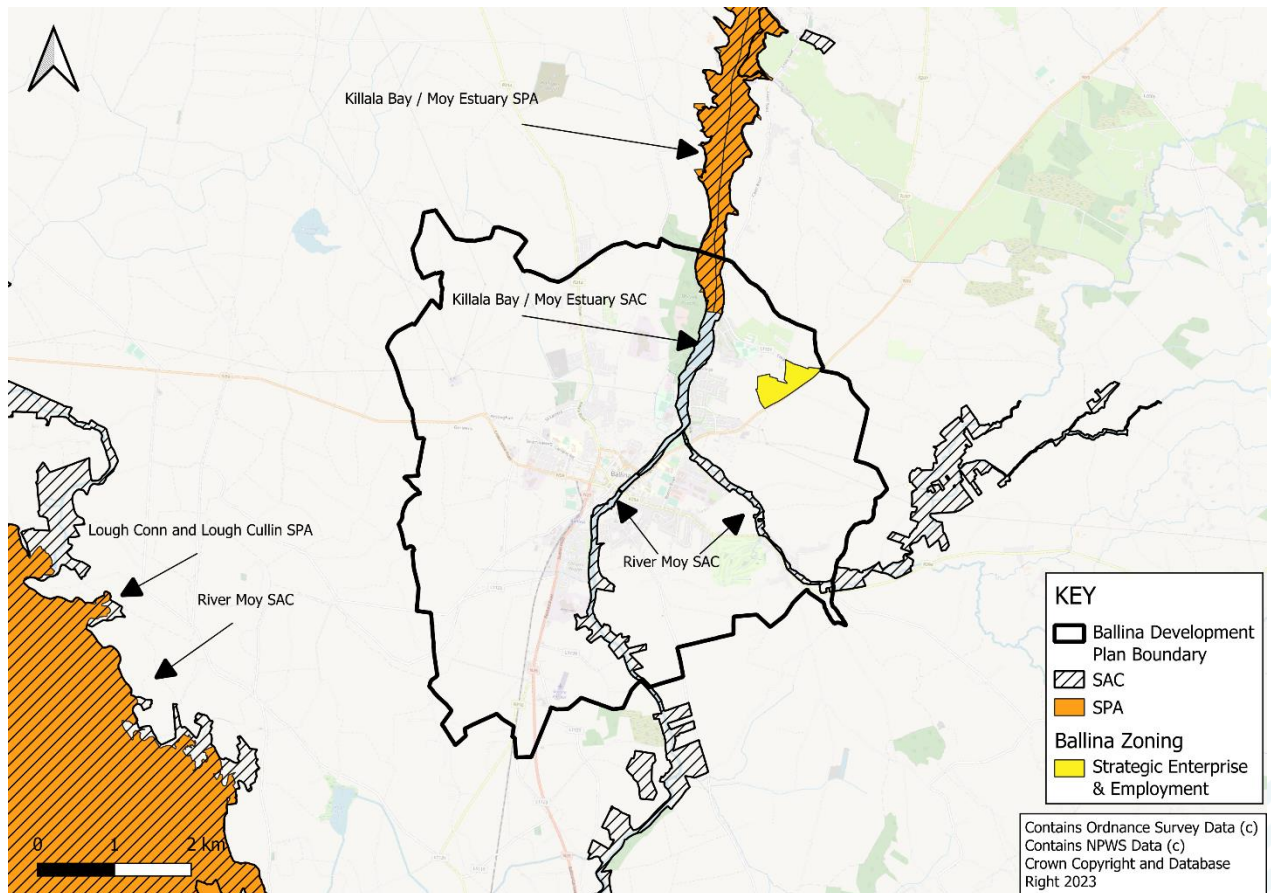 Killala Bay / Moy Estuary SPA
Killala Bay / Moy Estuary SAC
Ballina
Lough Conn and Lough Cullin SPA
River Moy SAC
River Moy SAC
KEY
Ballina Development
Plan Boundary
SAC
SPA
Ballina Zoning
Strategic Enterprise
& Employment
0 1 2 km
Contains Ordnance Survey Data (c)
Contains NPWS Data (c)
Crown Copyright and Database
Right 2023